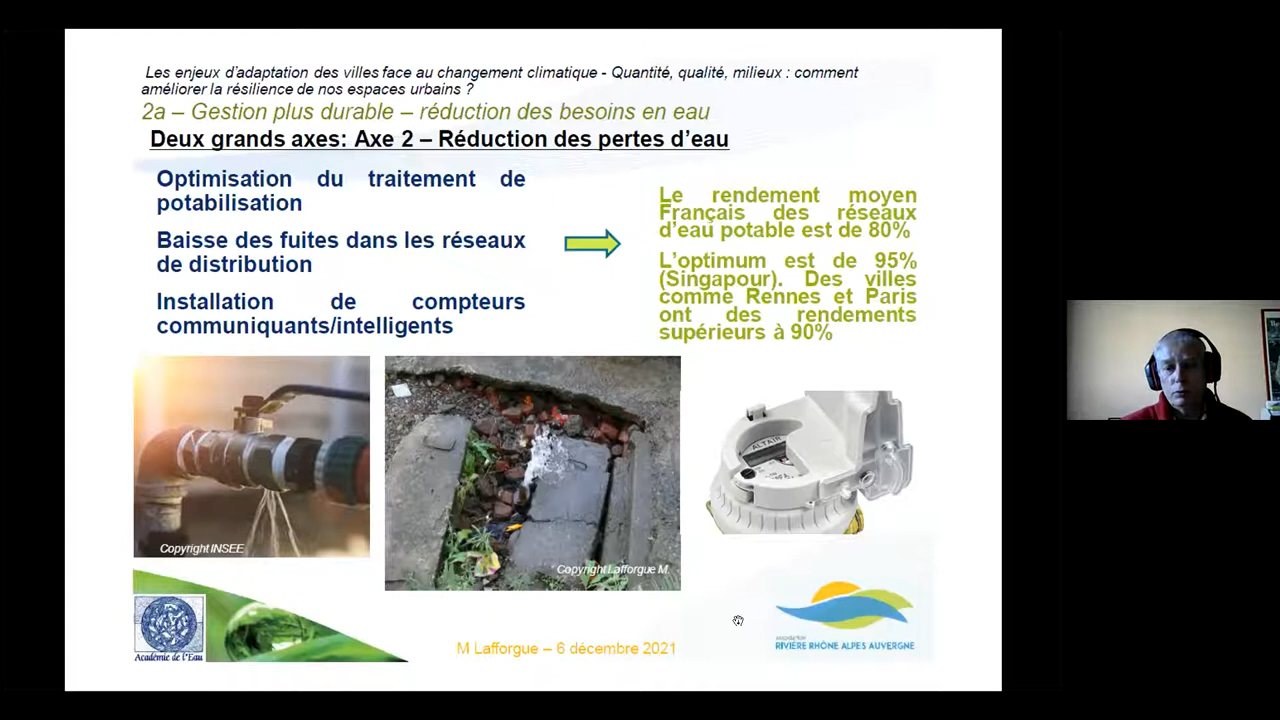 Les enjeux d'adaptation des villes face au changement climatique - Quantité, qualité, milieux : comment
améliorer la résilience de nos espaces urbains ?
2a – Gestion plus durable – réduction des besoins en eau
Deux grands axes: Axe 2 – Réduction des pertes d'eau
Optimisation du traitement de
potabilisation
Baisse des fuites dans les réseaux
de distribution
Installation de compteurs
communiquants/intelligents
Le rendement moyen
Français des réseaux
d'eau potable est de 80%
L'optimum est de 95%
(Singapour). Des villes
comme Rennes et Paris
ont des rendements
supérieurs à 90%
ALTAIR
Copyright INSEE
Copyright Lafforgue M.
Académie de l'Eau
M Lafforgue – 6 décembre 2021
RIVIÈRE RHÔNE ALPES AUVERGNE